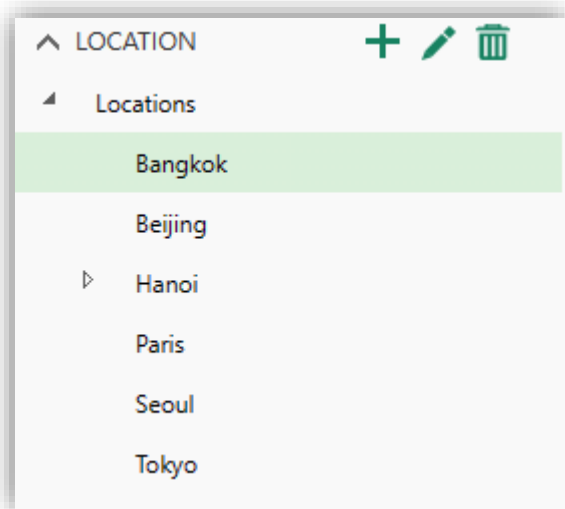 LOCATION
Locations
Bangkok
Beijing
Hanoi
Paris
Seoul
Tokyo